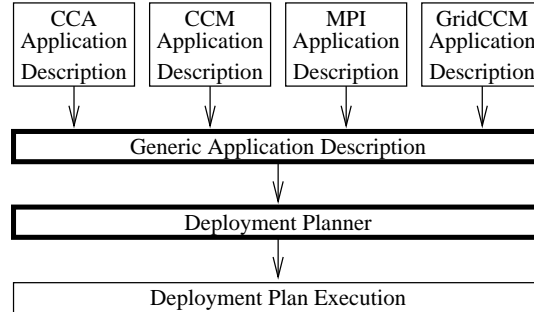 CCA
Application
Description
CCM
Application
Description
MPI
Application
Description
GridCCM
Application
Description
Generic Application Description
Deployment Planner
Deployment Plan Execution